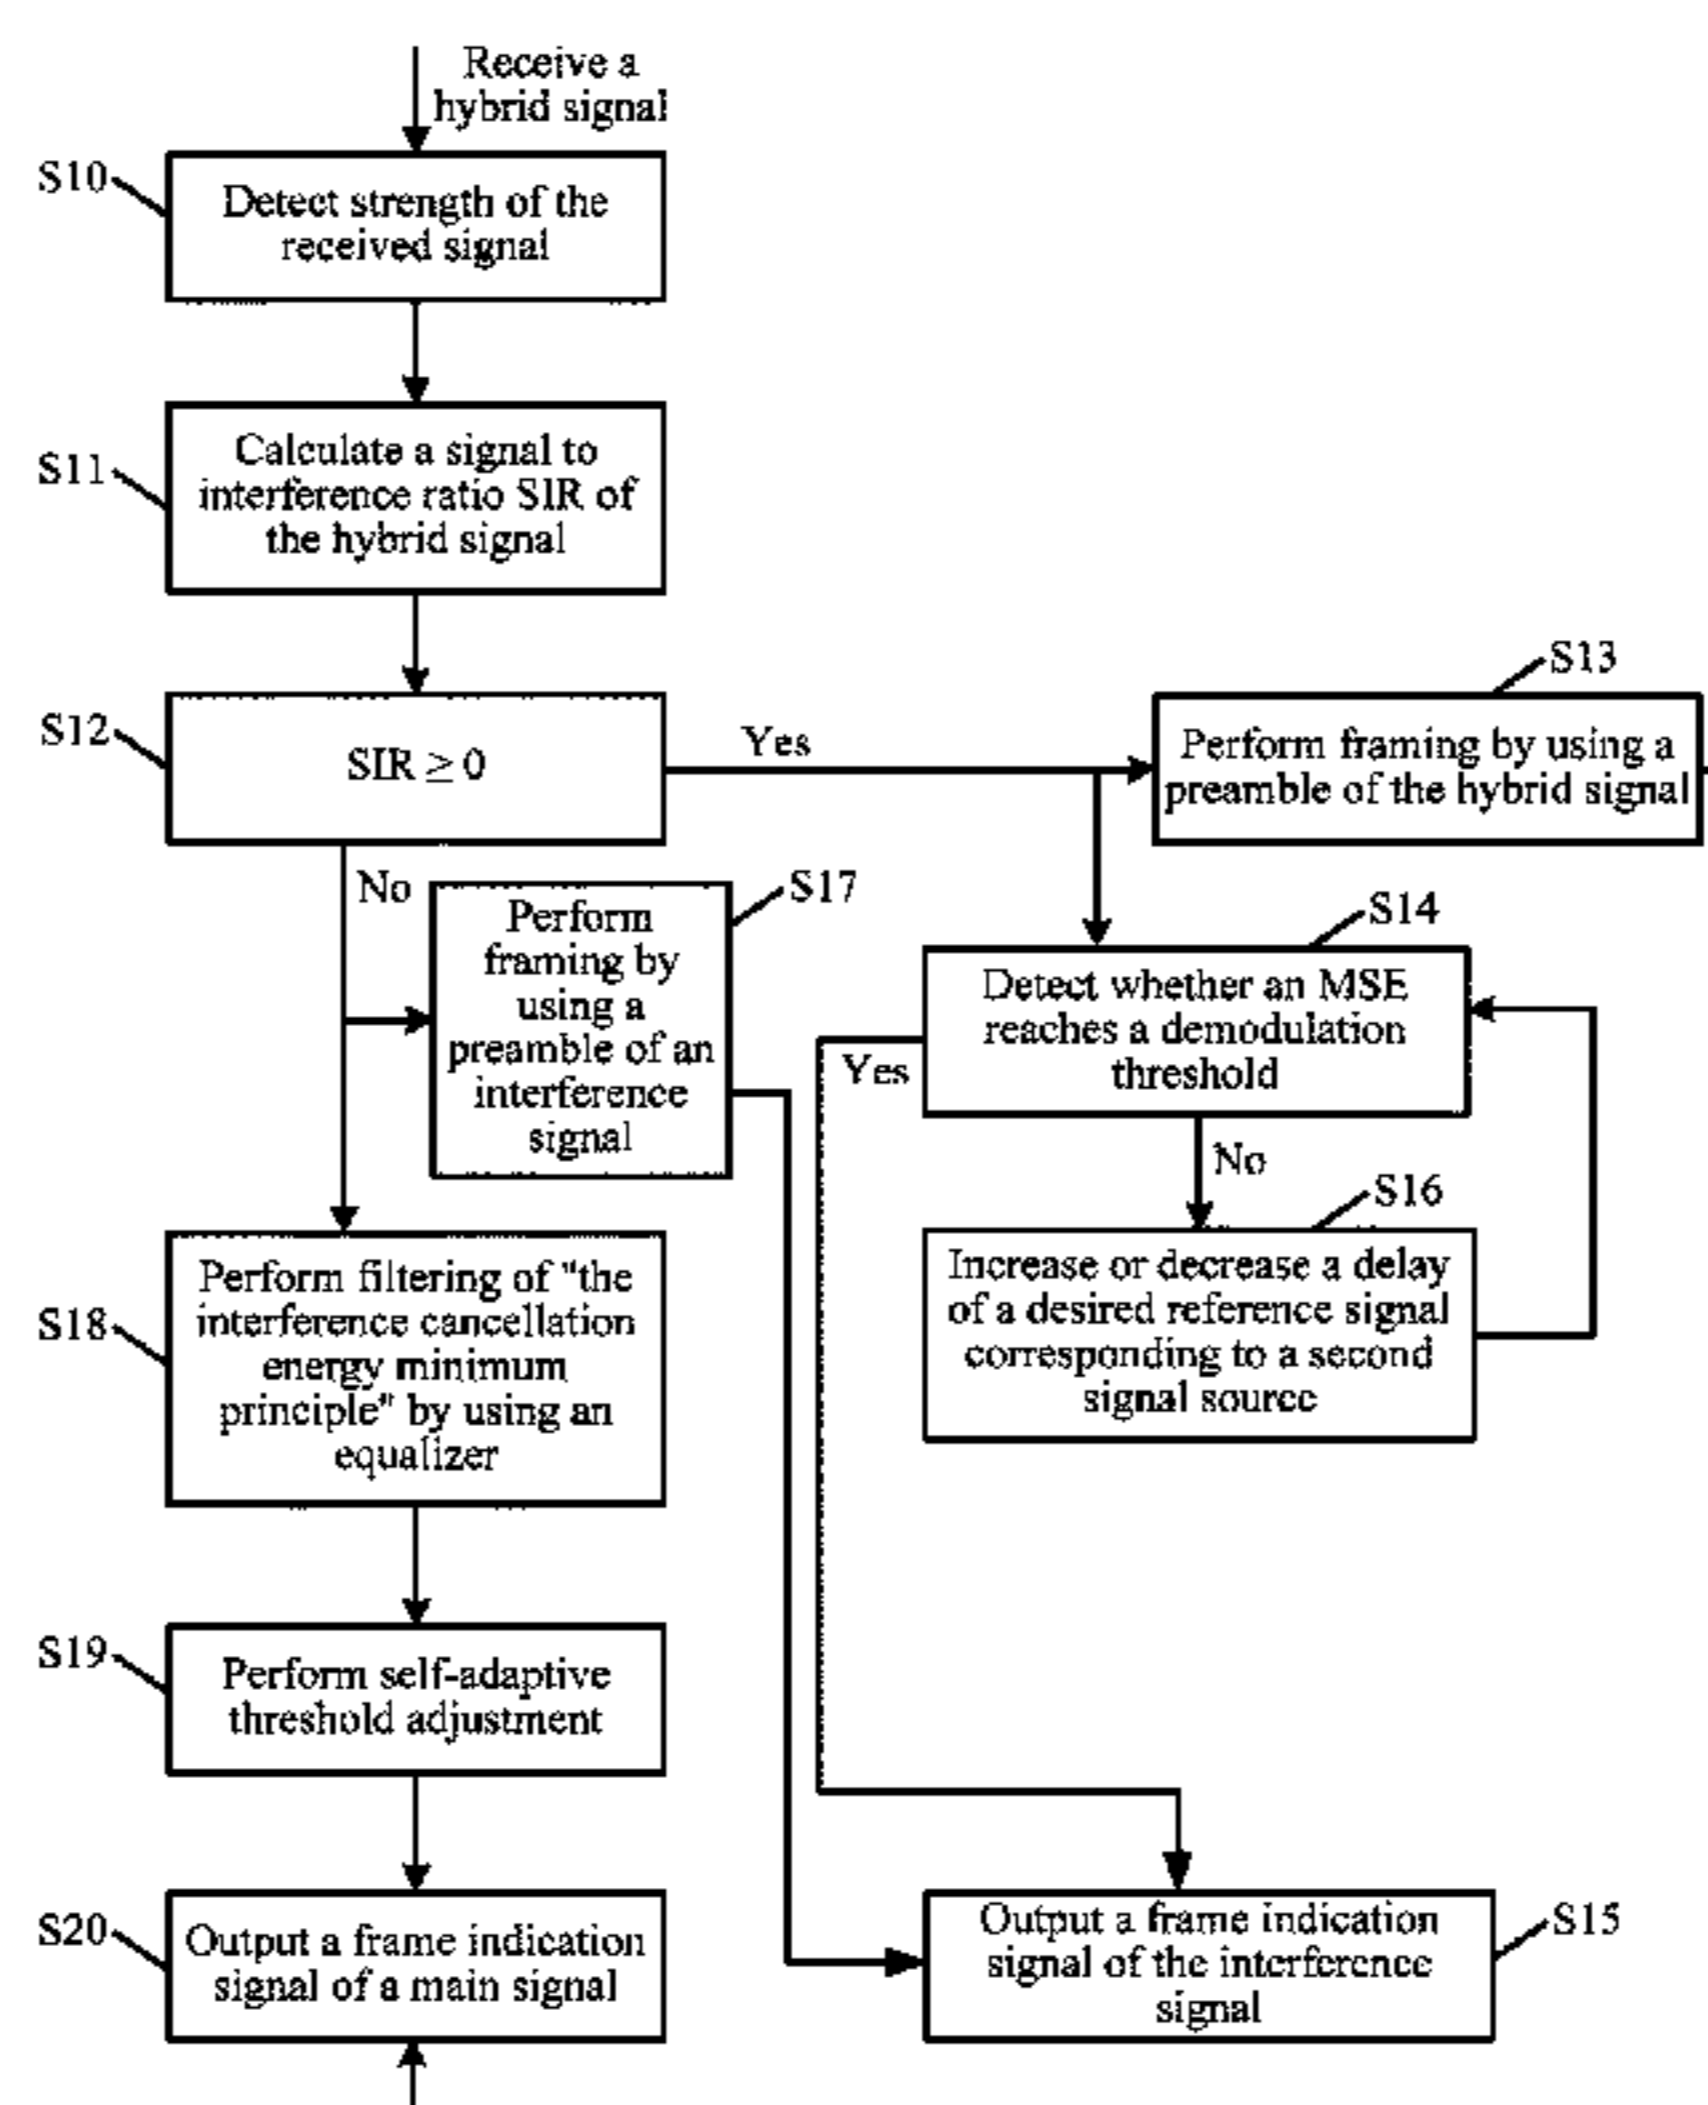 Receive a
hybrid signal
S10
Detect strength of the
received signal
S11
Calculate a signal to
interference ratio SIR of
the hybrid signal
S12
SIR ≥ 0
Yes
S13
Perform framing by using a
preamble of the hybrid signal
No
S17
Perform
framing by
using a
preamble of an
interference
signal
S14
Detect whether an MSE
reaches a demodulation
threshold
Yes
No
S16
Increase or decrease a delay
of a desired reference signal
corresponding to a second
signal source
S18
Perform filtering of "the
interference cancellation
energy minimum
principle" by using an
equalizer
S19
Perform self-adaptive
threshold adjustment
S20
Output a frame indication
signal of a main signal
S15
Output a frame indication
signal of the interference
signal